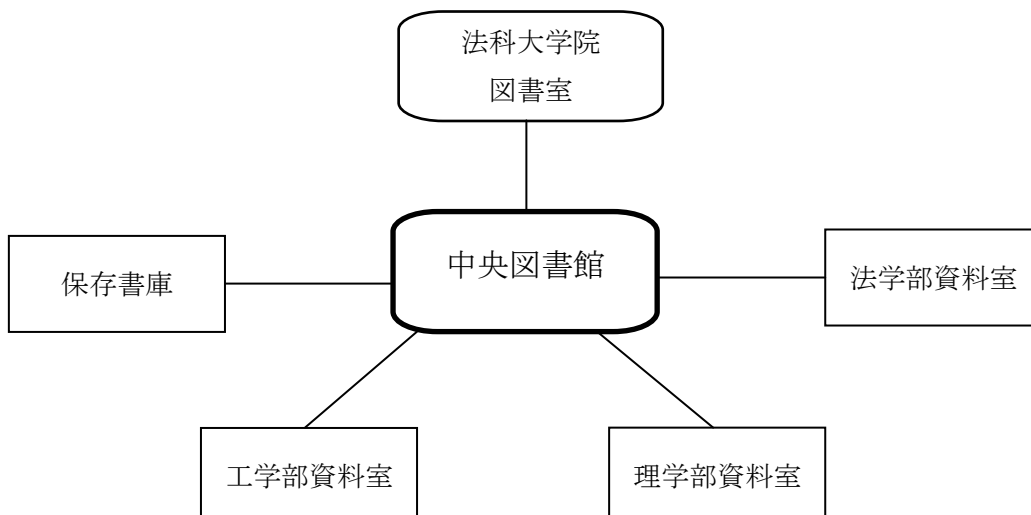 法科大学院
図書室
中央図書館
保存書庫
法学部資料室
工学部資料室
理学部資料室